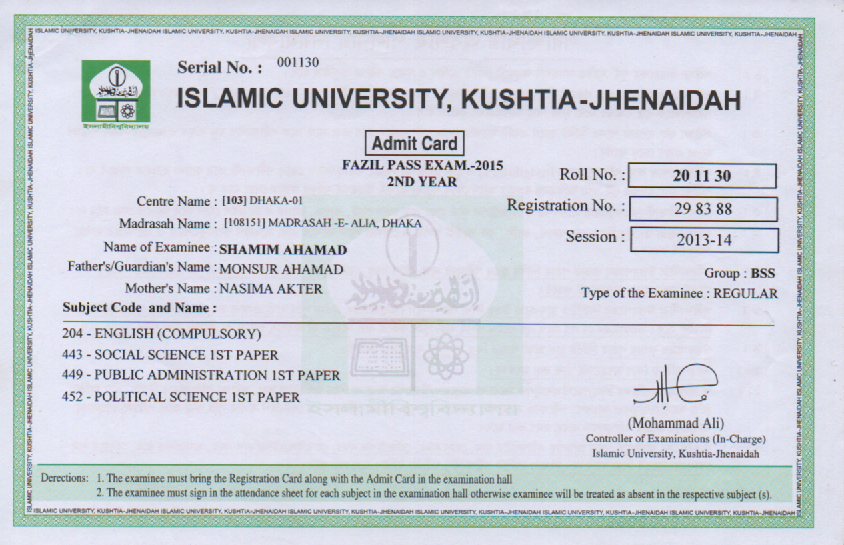 ISLAMIC UNIVERSITY, KUSHTIA-JHENAIDAH ISLAMIC UNIVERSITY, KUSHTIA-JHENAIDAH ISLAMIC UNIVERSITY, KUSHTIA-JHENAIDAH ISLAMIC UNIVERSITY, KUSHTIA-JHENAIDAH ISLAMIC UNIVERSITY, KUSHTIA-JHENAIDAH ISLAMIC UNIVERSITY, KUSHTIA-JHENAIDAH
Serial No. : 001130
ইসলামীবিশ্ববিদ্যালয়
ISLAMIC UNIVERSITY, KUSHTIA-JHENAIDAH
Admit Card
FAZIL PASS EXAM.-2015
2ND YEAR
Roll No. : 20 11 30
Centre Name : [103] DHAKA-01
Registration No. : 29 83 88
Madrasah Name : [108151] MADRASAH -E- ALIA, DHAKA
Session : 2013-14
Name of Examinee : SHAMIM AHAMAD
Father's/Guardian's Name : MONSUR AHAMAD
Group : BSS
Mother's Name : NASIMA AKTER
Type of the Examinee : REGULAR
Subject Code and Name :
204 - ENGLISH (COMPULSORY)
443 - SOCIAL SCIENCE 1ST PAPER
449 - PUBLIC ADMINISTRATION 1ST PAPER
452 - POLITICAL SCIENCE 1ST PAPER
ইসলামীবিশ্ববিদ্যালয়
(Mohammad Ali)
Controller of Examinations (In-Charge)
Islamic University, Kushtia-Jhenaidah
Directions: 1. The examinee must bring the Registration Card along with the Admit Card in the examination hall
2. The examinee must sign in the attendance sheet for each subject in the examination hall otherwise examinee will be treated as absent in the respective subject (s).
ISLAMIC UNIVERSITY, KUSHTIA-JHENAIDAH ISLAMIC UNIVERSITY, KUSHTIA-JHENAIDAH ISLAMIC UNIVERSITY, KUSHTIA-JHENAIDAH ISLAMIC UNIVERSITY, KUSHTIA-JHENAIDAH ISLAMIC UNIVERSITY, KUSHTIA-JHENAIDAH ISLAMIC UNIVERSITY, KUSHTIA-JHENAIDAH